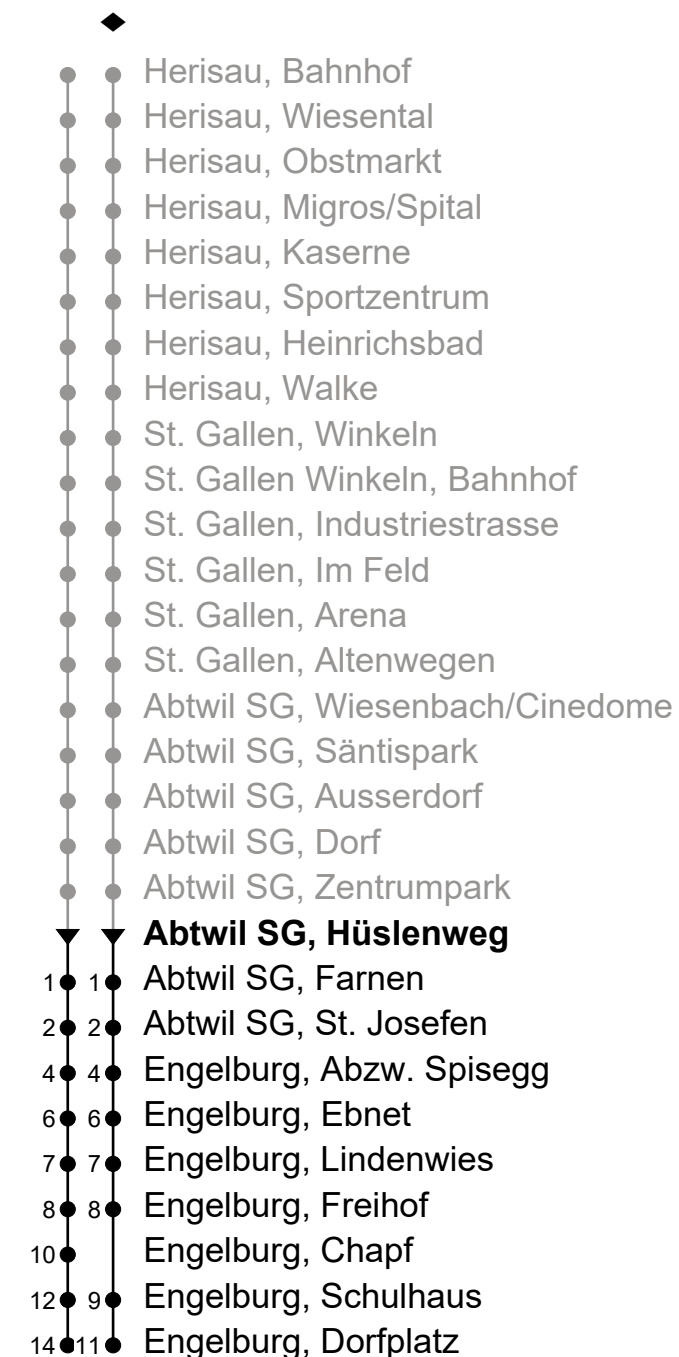 Herisau, Bahnhof
Herisau, Wiesental
Herisau, Obstmarkt
Herisau, Migros/Spital
Herisau, Kaserne
Herisau, Sportzentrum
Herisau, Heinrichsbad
Herisau, Walke
St. Gallen, Winkeln
St. Gallen Winkeln, Bahnhof
St. Gallen, Industriestrasse
St. Gallen, Im Feld
St. Gallen, Arena
St. Gallen, Altenwegen
Abtwil SG, Wiesenbach/Cinedome
Abtwil SG, Säntispark
Abtwil SG, Ausserdorf
Abtwil SG, Dorf
Abtwil SG, Zentrumpark
Abtwil SG, Hüslenweg
1 1 Abtwil SG, Farnen
2 2 Abtwil SG, St. Josefen
4 4 Engelburg, Abzw. Spisegg
6 6 Engelburg, Ebnet
7 7 Engelburg, Lindenwies
8 8 Engelburg, Freihof
10 Engelburg, Chapf
12 9 Engelburg, Schulhaus
14 11 Engelburg, Dorfplatz